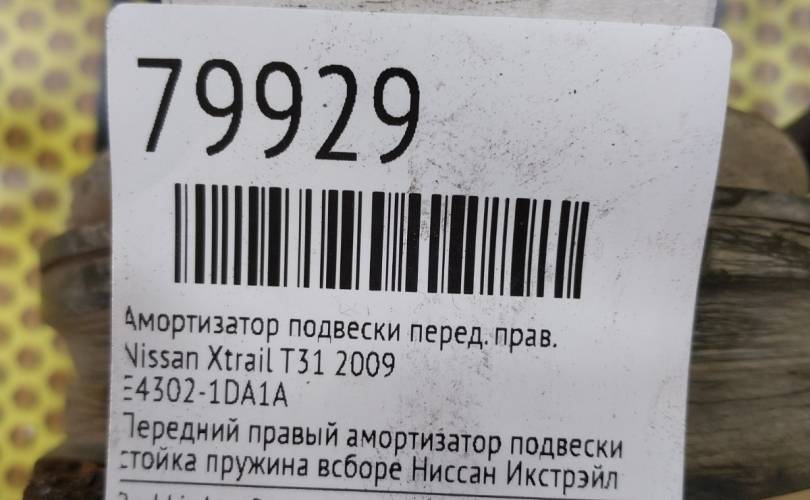 79929
Амортизатор подвески перед. прав.
Nissan Xtrail T31 2009
E4302-1DA1A
Передний правый амортизатор подвески
стойка пружина всборе Ниссан Икстрэйл